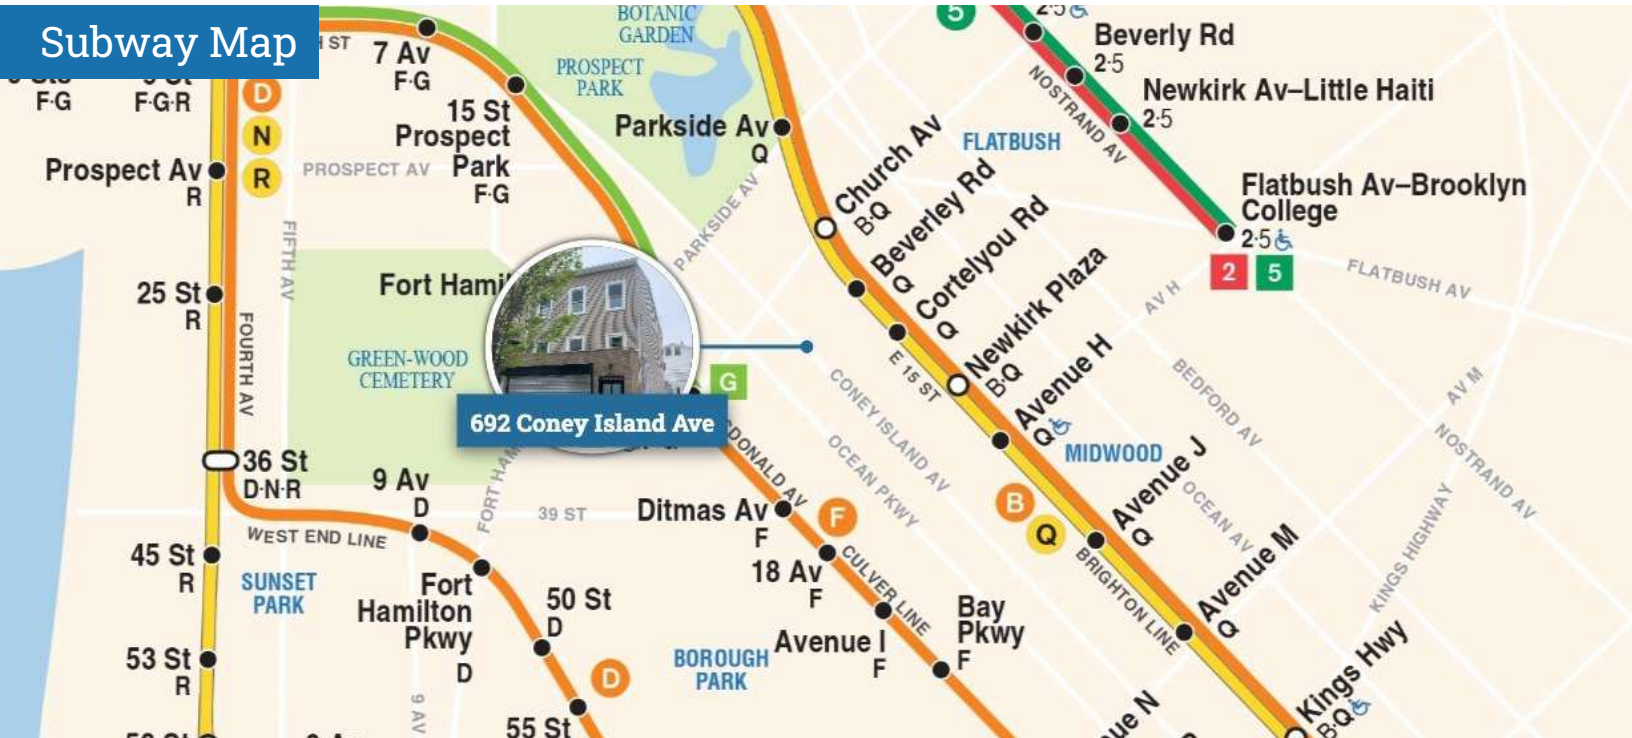 Subway Map
BOTANIC
GARDEN
PROSPECT
PARK
7 Av
F·G
15 St
Prospect
Park
F·G
F·G
F·G·R
D
N
R
Prospect Av
R
PROSPECT AV
FIFTH AV
25 St
R
FOURTH AV
GREEN-WOOD
CEMETERY
36 St
D·N·R
WEST END LINE
9 Av
D
39 ST
45 St
R
SUNSET
PARK
53 St
R
Fort
Hamilton
Pkwy
D
50 St
D
D
55 St
9 AV
692 Coney Island Ave
G
Parkside Av
Q
PARKSIDE AV
Church Av
B·Q
Beverley Rd
Q
Cortelyou Rd
Q
Newkirk Plaza
B·Q
E 15 ST
Avenue H
Q
MIDWOOD
B
Q
Avenue J
Q
BRIGHTON LINE
Avenue M
Q
Kings Hwy
B·Q
CONEY ISLAND AV
OCEAN PKWY
Ditmas Av
F
F
18 Av
F
CULVER LINE
Avenue I
F
Bay
Pkwy
F
BOROUGH
PARK
5
2·5
Beverly Rd
2·5
Newkirk Av–Little Haiti
2·5
NOSTRAND AV
FLATBUSH
Flatbush Av–Brooklyn
College
2·5
2 5
FLATBUSH AV
AV H
BEDFORD AV
OCEAN AV
AV M
NOSTRAND AV
KINGS HIGHWAY